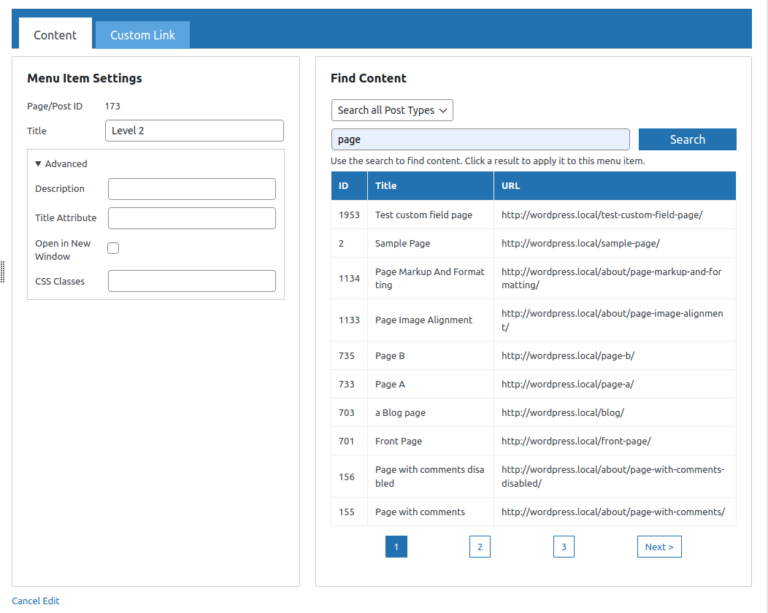 Content
Custom Link
Menu Item Settings
Page/Post ID 173
Title Level 2
▼ Advanced
Description
Title Attribute
Open in New
Window
CSS Classes
Find Content
Search all Post Types
page Search
Use the search to find content. Click a result to apply it to this menu item.
ID Title URL
1953 Test custom field page http://wordpress.local/test-custom-field-page/
2 Sample Page http://wordpress.local/sample-page/
1134 Page Markup And Format
ting
http://wordpress.local/about/page-markup-and-for
matting/
1133 Page Image Alignment http://wordpress.local/about/page-image-alignmen
t/
735 Page B http://wordpress.local/page-b/
733 Page A http://wordpress.local/page-a/
703 a Blog page http://wordpress.local/blog/
701 Front Page http://wordpress.local/front-page/
156 Page with comments disa
bled
http://wordpress.local/about/page-with-comments-
disabled/
155 Page with comments http://wordpress.local/about/page-with-comments/
1 2 3 Next >
Cancel Edit